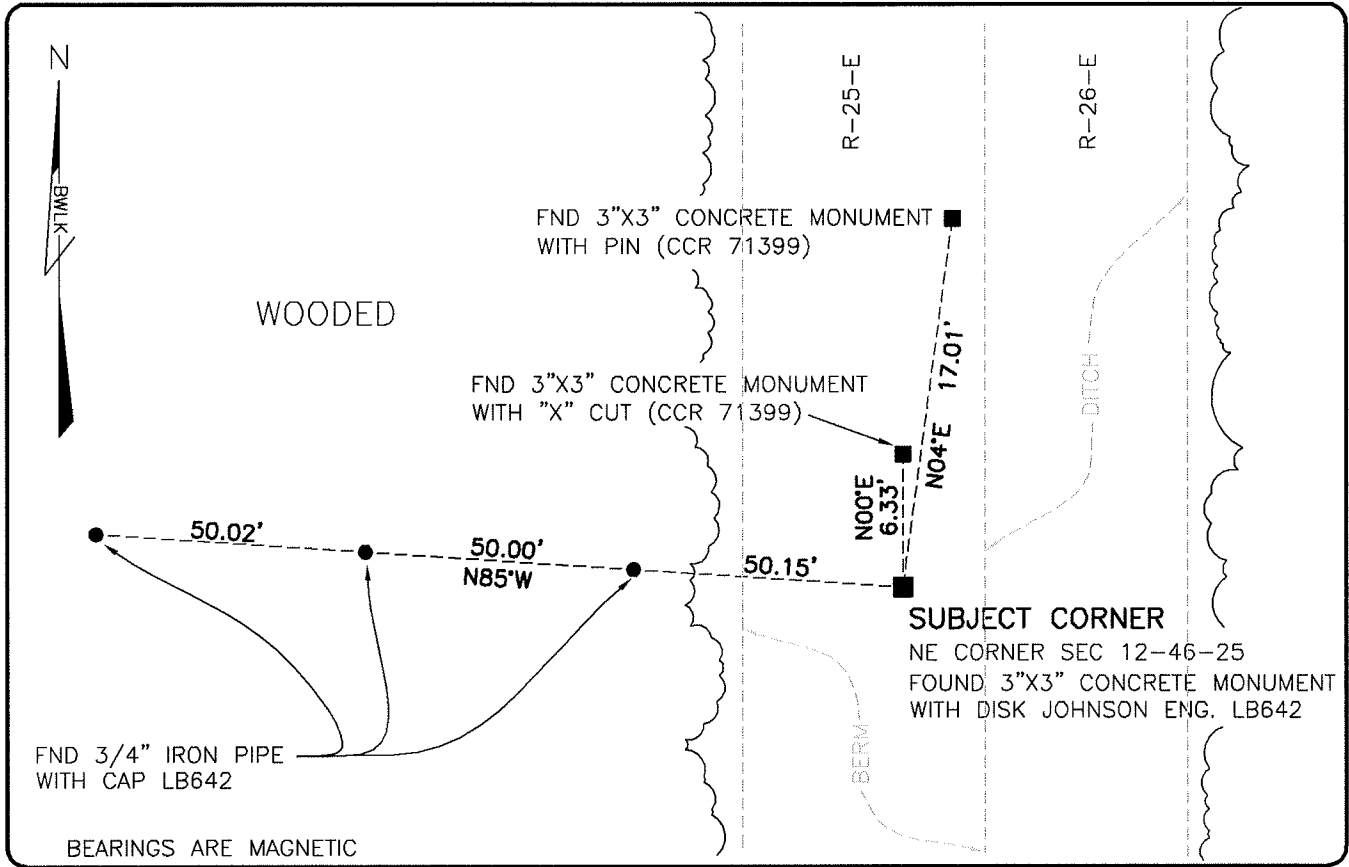 N
BWLK
R-25-E
R-26-E
FND 3"X3" CONCRETE MONUMENT
WITH PIN (CCR 71399)
WOODED
FND 3"X3" CONCRETE MONUMENT
WITH "X" CUT (CCR 71399)
N04°E 17.01'
DITCH
N00°E
6.33'
50.02'
50.00'
N85°W
50.15'
SUBJECT CORNER
NE CORNER SEC 12-46-25
FOUND 3"X3" CONCRETE MONUMENT
WITH DISK JOHNSON ENG. LB642
BERM
FND 3/4" IRON PIPE
WITH CAP LB642
BEARINGS ARE MAGNETIC